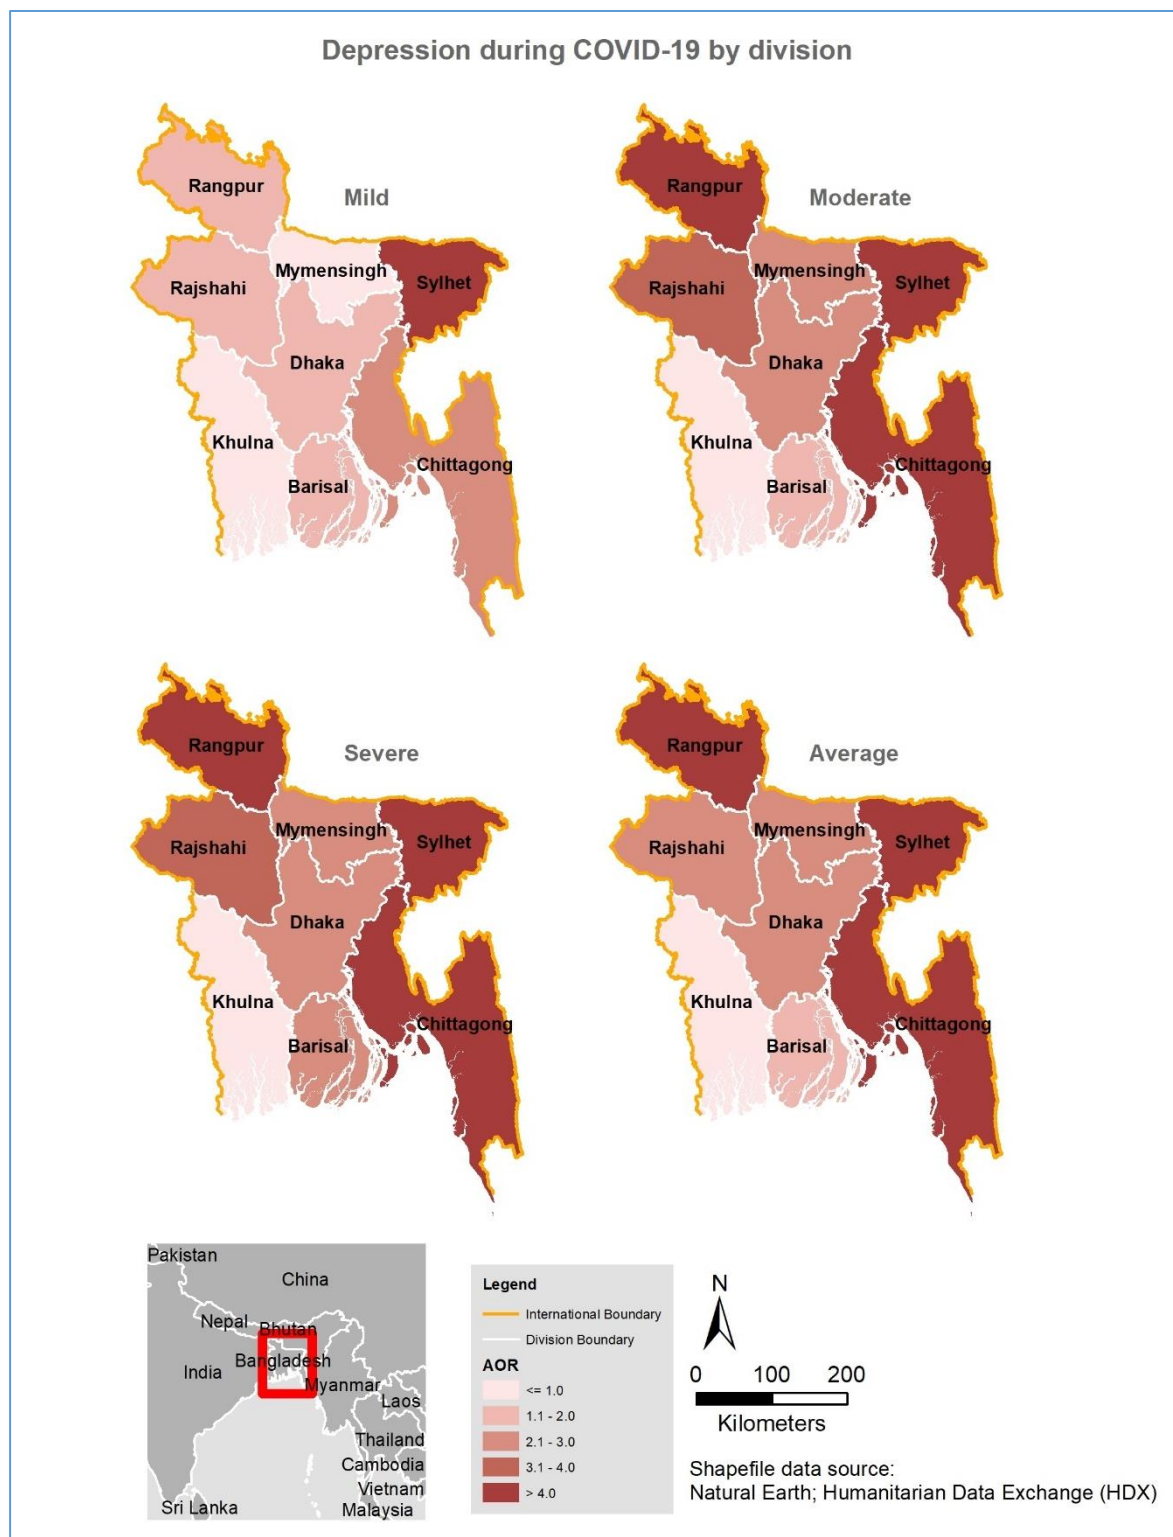 Depression during COVID-19 by division
Rangpur
Mild
Mymensingh
Sylhet
Rajshahi
Dhaka
Khulna
Chittagong
Barisal
Rangpur
Moderate
Mymensingh
Sylhet
Rajshahi
Dhaka
Khulna
Chittagong
Barisal
Rangpur
Severe
Mymensingh
Sylhet
Rajshahi
Dhaka
Khulna
Chittagong
Barisal
Rangpur
Average
Mymensingh
Sylhet
Rajshahi
Dhaka
Khulna
Chittagong
Barisal
Pakistan
China
Nepal
Bhutan
Bangladesh
India
Myanmar
Laos
Thailand
Cambodia
Vietnam
Sri Lanka
Malaysia
Legend
International Boundary
Division Boundary
AOR
<= 1.0
1.1 - 2.0
2.1 - 3.0
3.1 - 4.0
> 4.0
N
0 100 200
Kilometers
Shapefile data source:
Natural Earth; Humanitarian Data Exchange (HDX)